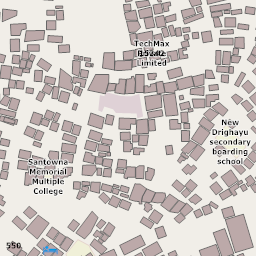 TechMax
Limited
New
Drighayu
secondary
boarding
school
Santowna
Memorial
Multiple
College
550